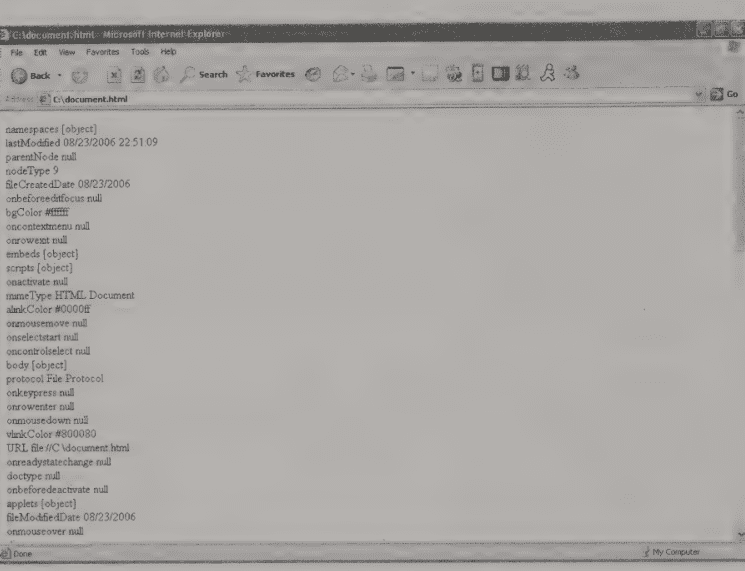 C:\document.html - Microsoft Internet Explorer
File Edit View Favorites Tools Help
Back Search Favorites
Address C:\document.html Go
namespaces [object]
lastModified 08/23/2006 22:51:09
parentNode null
nodeType 9
fileCreatedDate 08/23/2006
onbeforeeditfocus null
bgColor #ffffff
oncontextmenu null
onrowexit null
embeds [object]
scripts [object]
onactivate null
mimeType HTML Document
alinkColor #0000ff
onmousemove null
onselectstart null
oncontrolselect null
body [object]
protocol File Protocol
onkeypress null
onrowenter null
onmousedown null
vlinkColor #800080
URL file://C:\document.html
onreadystatechange null
doctype null
onbeforedeactivate null
applets [object]
fileModifiedDate 08/23/2006
onmouseover null
Done My Computer